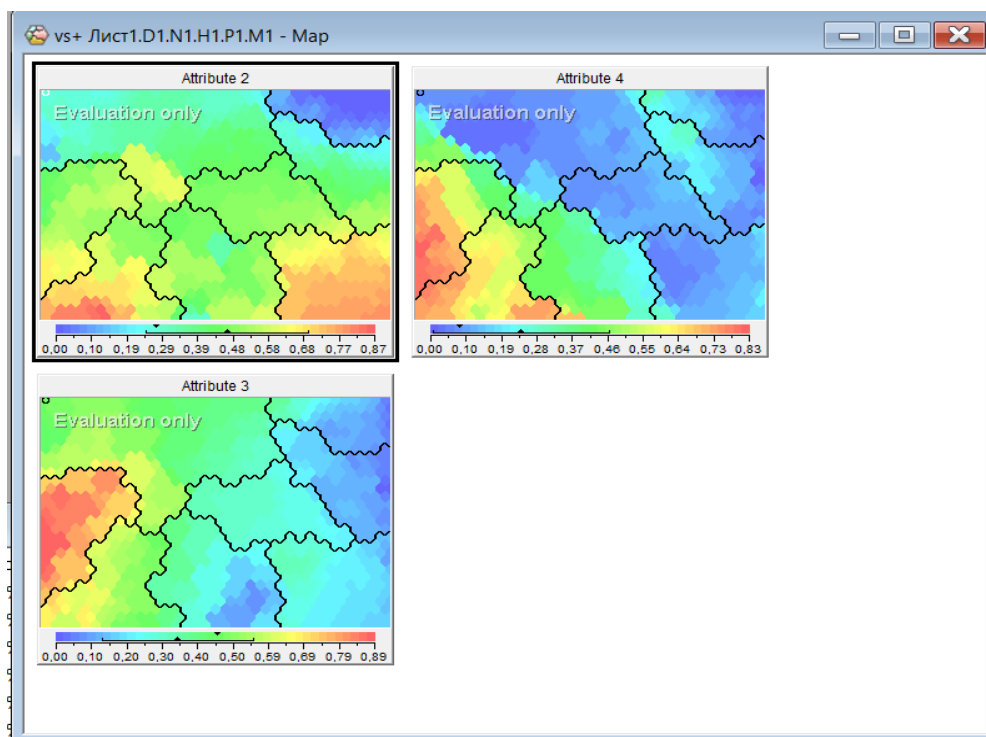 vs+ Лист1.D1.N1.H1.P1.M1 - Map
Attribute 2
Evaluation only
0,00 0,10 0,19 0,29 0,39 0,48 0,58 0,68 0,77 0,87
Attribute 4
Evaluation only
0,00 0,10 0,19 0,28 0,37 0,46 0,55 0,64 0,73 0,83
Attribute 3
Evaluation only
0,00 0,10 0,20 0,30 0,40 0,50 0,59 0,69 0,79 0,89